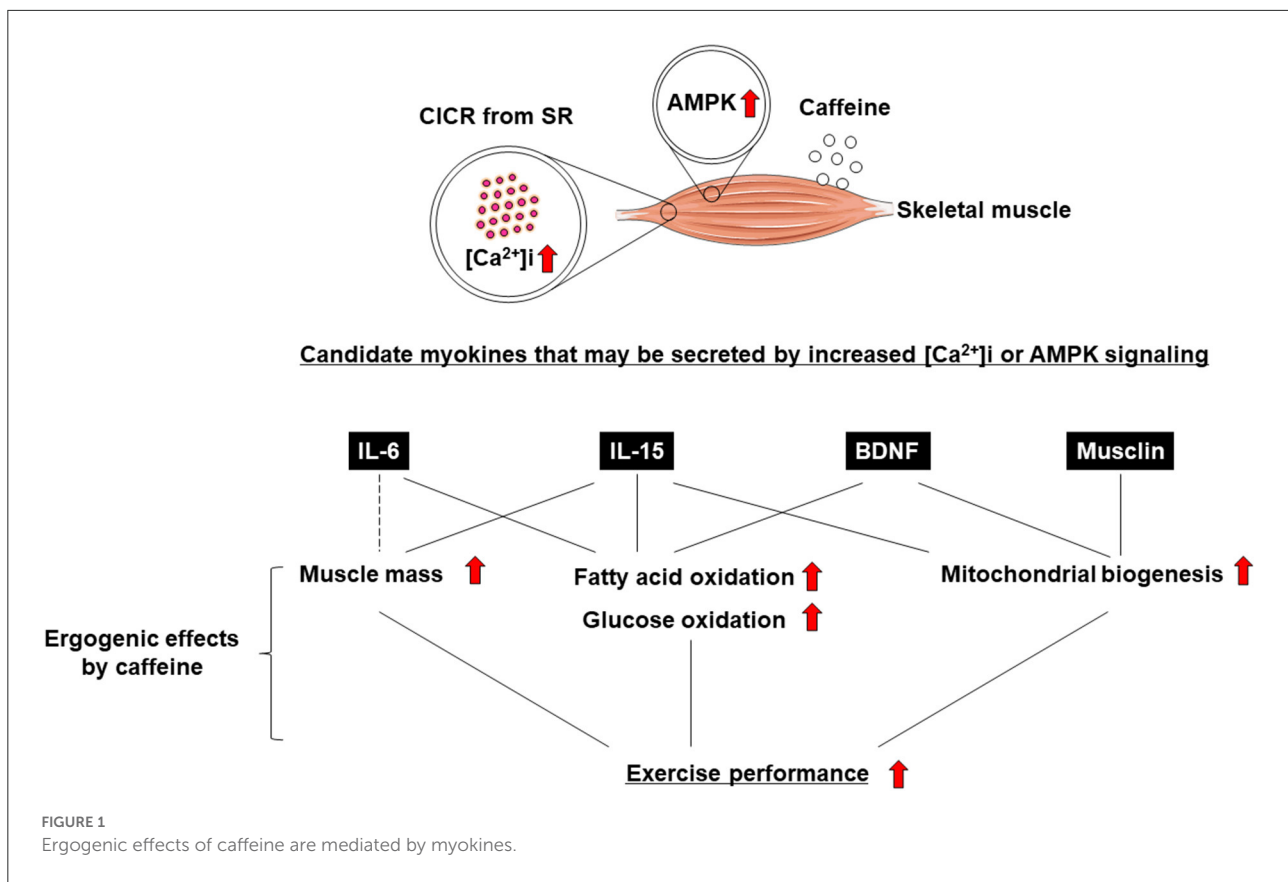 AMPK
Caffeine
CICR from SR
[Ca²⁺]i
Skeletal muscle
Candidate myokines that may be secreted by increased [Ca²⁺]i or AMPK signaling
IL-6
IL-15
BDNF
Musclin
Muscle mass
Fatty acid oxidation
Mitochondrial biogenesis
Glucose oxidation
Ergogenic effects
by caffeine
Exercise performance
FIGURE 1
Ergogenic effects of caffeine are mediated by myokines.